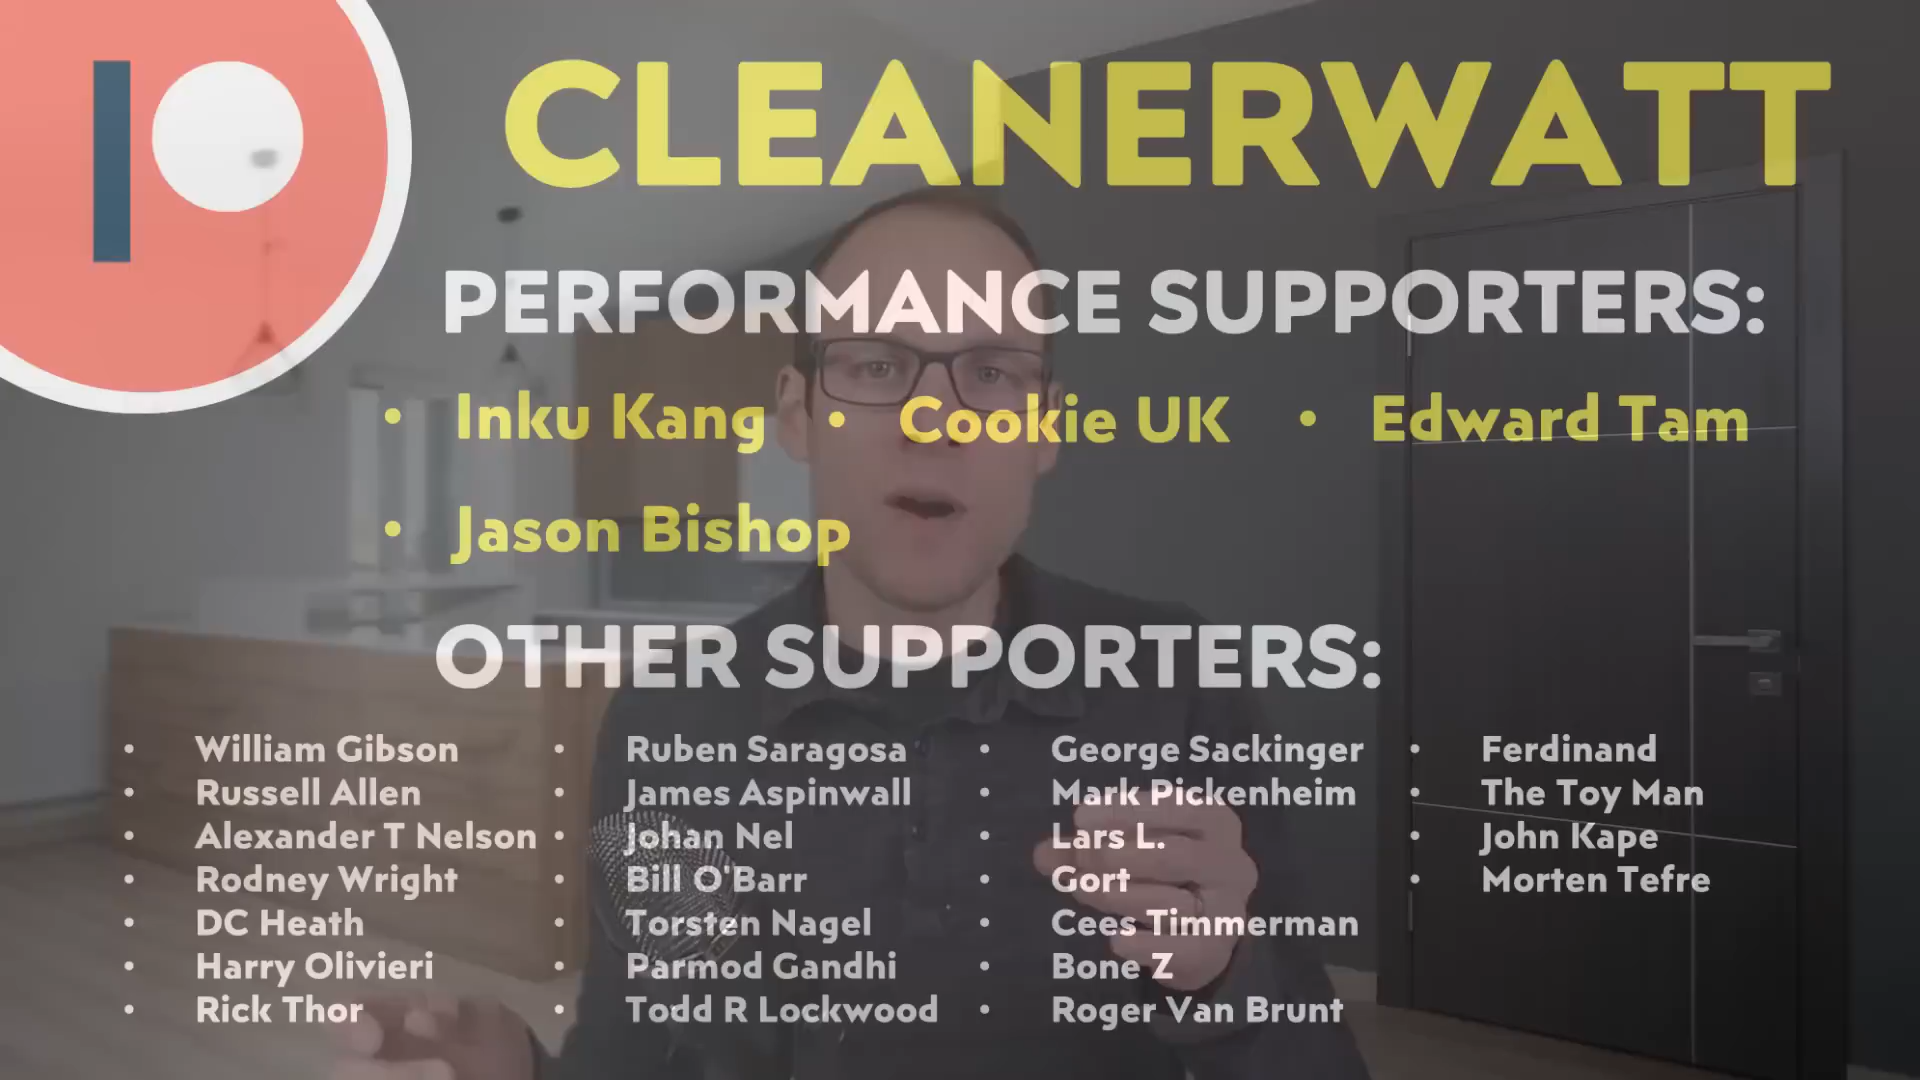 CLEANERWATT
PERFORMANCE SUPPORTERS:
• Inku Kang • Cookie UK • Edward Tam
• Jason Bishop
OTHER SUPPORTERS:
• William Gibson
• Russell Allen
• Alexander T Nelson
• Rodney Wright
• DC Heath
• Harry Olivieri
• Rick Thor
• Ruben Saragosa
• James Aspinwall
• Johan Nel
• Bill O'Barr
• Torsten Nagel
• Parmod Gandhi
• Todd R Lockwood
• George Sackinger
• Mark Pickenheim
• Lars L.
• Gort
• Cees Timmerman
• Bone Z
• Roger Van Brunt
• Ferdinand
• The Toy Man
• John Kape
• Morten Tefre